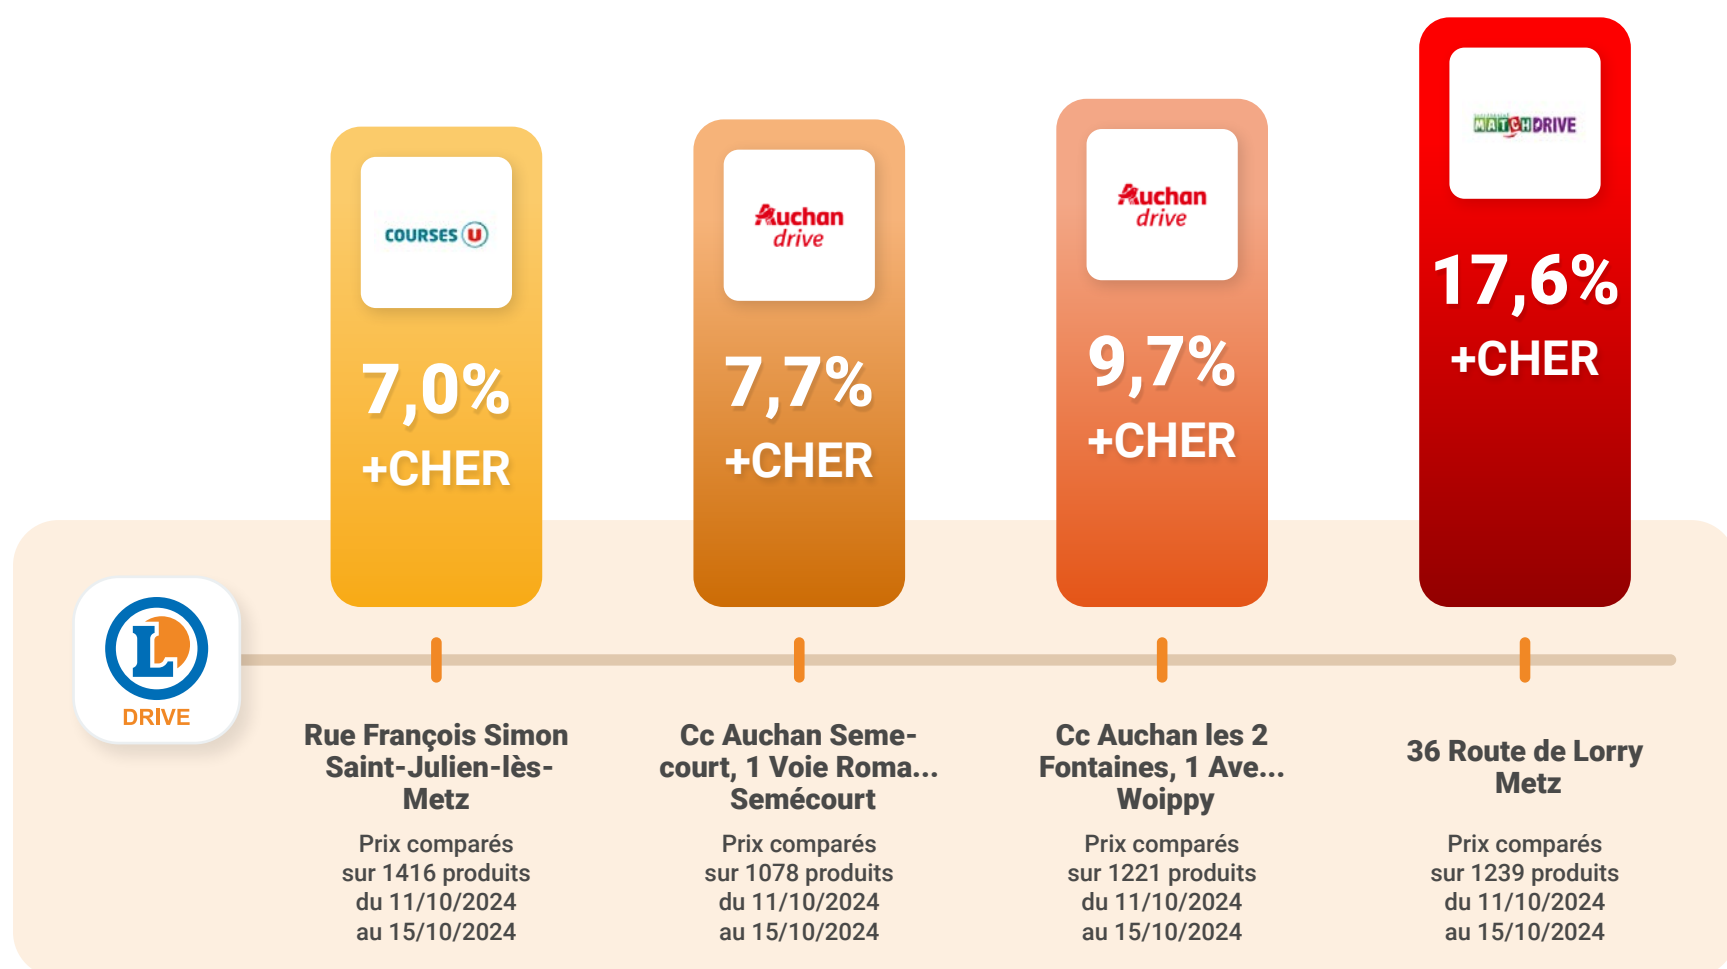 COURSES U
7,0%
+CHER
Auchan
drive
7,7%
+CHER
Auchan
drive
9,7%
+CHER
MATCH DRIVE
17,6%
+CHER
L
DRIVE
Rue François Simon
Saint-Julien-lès-
Metz
Prix comparés
sur 1416 produits
du 11/10/2024
au 15/10/2024
Cc Auchan Seme-
court, 1 Voie Roma...
Semécourt
Prix comparés
sur 1078 produits
du 11/10/2024
au 15/10/2024
Cc Auchan les 2
Fontaines, 1 Ave...
Woippy
Prix comparés
sur 1221 produits
du 11/10/2024
au 15/10/2024
36 Route de Lorry
Metz
Prix comparés
sur 1239 produits
du 11/10/2024
au 15/10/2024